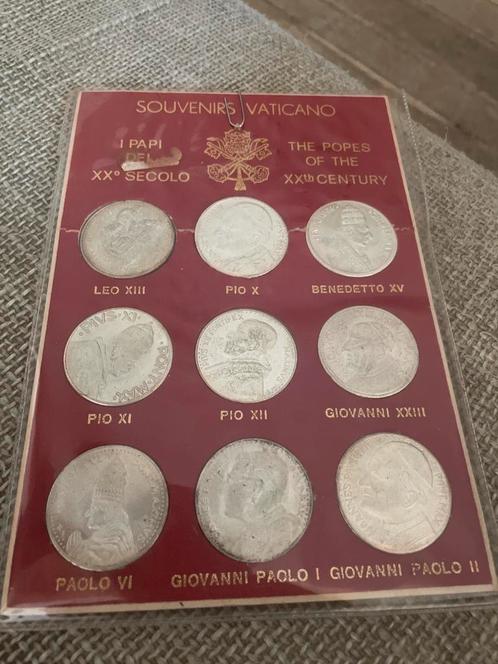 SOUVENIRS VATICANO
I PAPI
DEL
XX° SECOLO
THE POPES
OF THE
XXth CENTURY
LEO XIII
PIO X
BENEDETTO XV
PIVS·XI· PONT·MAX·
PIO XI
PIO XII
GIOVANNI XXIII
PAOLO VI
GIOVANNI PAOLO I
GIOVANNI PAOLO II